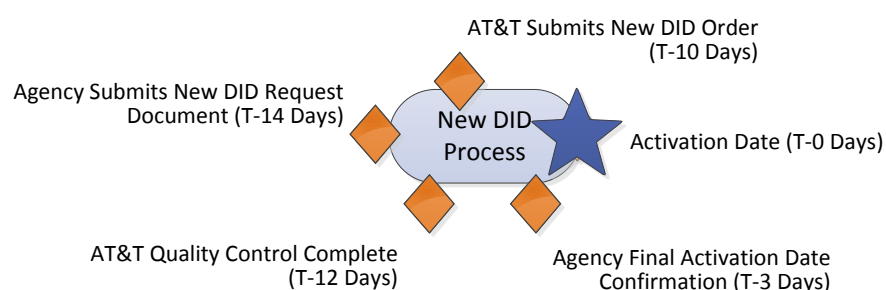 AT&T Submits New DID Order
(T-10 Days)
Agency Submits New DID Request
Document (T-14 Days)
New DID
Process
Activation Date (T-0 Days)
AT&T Quality Control Complete
(T-12 Days)
Agency Final Activation Date
Confirmation (T-3 Days)